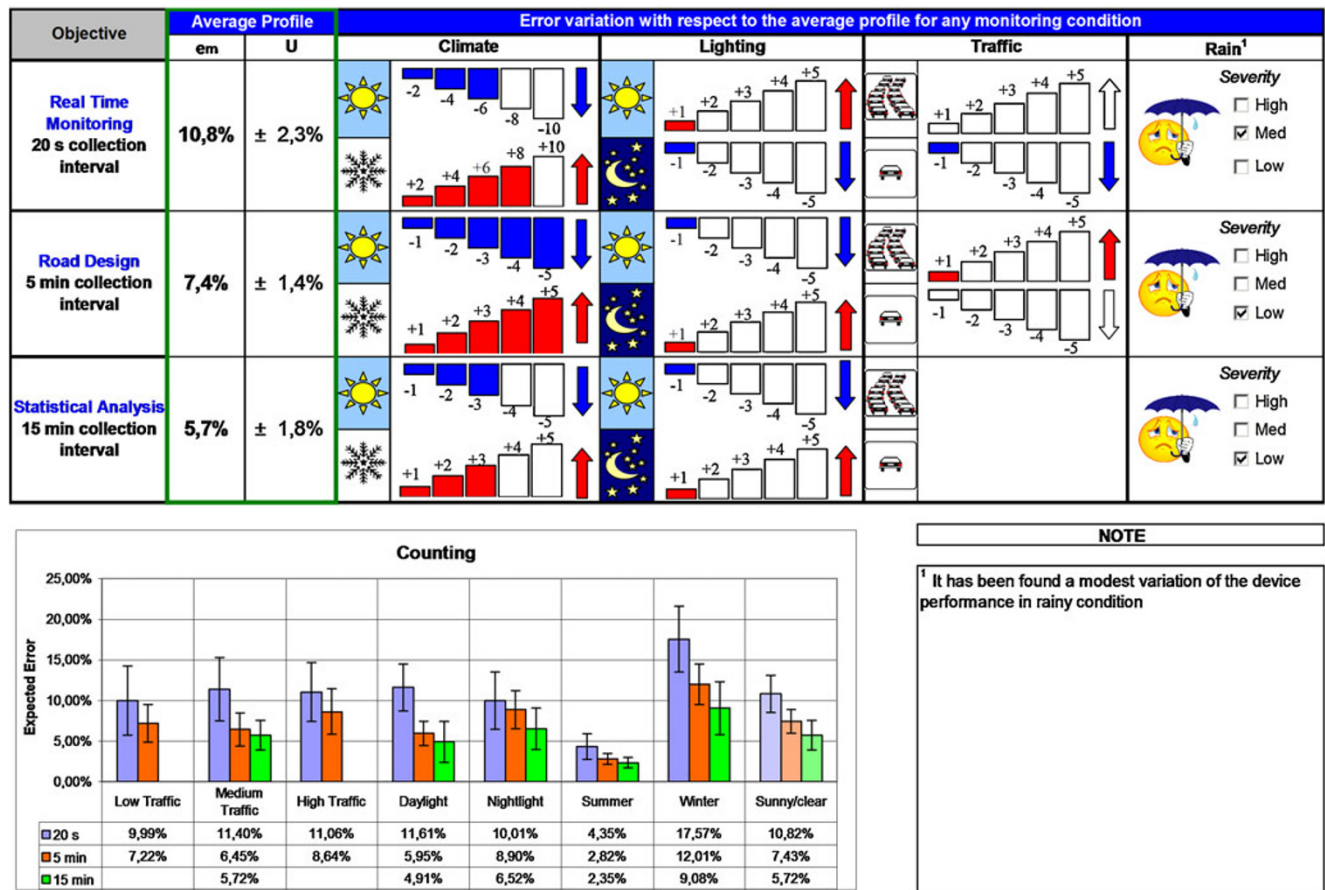 Objective
Average Profile
Error variation with respect to the average profile for any monitoring condition
em
U
Climate
Lighting
Traffic
Rain1
Real Time
Monitoring
20 s collection
interval
10,8%
± 2,3%
-2
-4
-6
-8
-10
+2
+4
+6
+8
+10
+1
+2
+3
+4
+5
-1
-2
-3
-4
-5
+1
+2
+3
+4
+5
-1
-2
-3
-4
-5
Severity
High
Med
Low
Road Design
5 min collection
interval
7,4%
± 1,4%
-1
-2
-3
-4
-5
+1
+2
+3
+4
+5
-1
-2
-3
-4
-5
+1
+2
+3
+4
+5
+1
+2
+3
+4
+5
-1
-2
-3
-4
-5
Severity
High
Med
Low
Statistical Analysis
15 min collection
interval
5,7%
± 1,8%
-1
-2
-3
-4
-5
+1
+2
+3
+4
+5
-1
-2
-3
-4
-5
+1
+2
+3
+4
+5
Severity
High
Med
Low
Counting
Expected Error
25,00%
20,00%
15,00%
10,00%
5,00%
0,00%
Low Traffic
Medium
Traffic
High Traffic
Daylight
Nightlight
Summer
Winter
Sunny/clear
20 s 9,99% 11,40% 11,06% 11,61% 10,01% 4,35% 17,57% 10,82%
5 min 7,22% 6,45% 8,64% 5,95% 8,90% 2,82% 12,01% 7,43%
15 min 5,72% 4,91% 6,52% 2,35% 9,08% 5,72%
NOTE
1 It has been found a modest variation of the device
performance in rainy condition